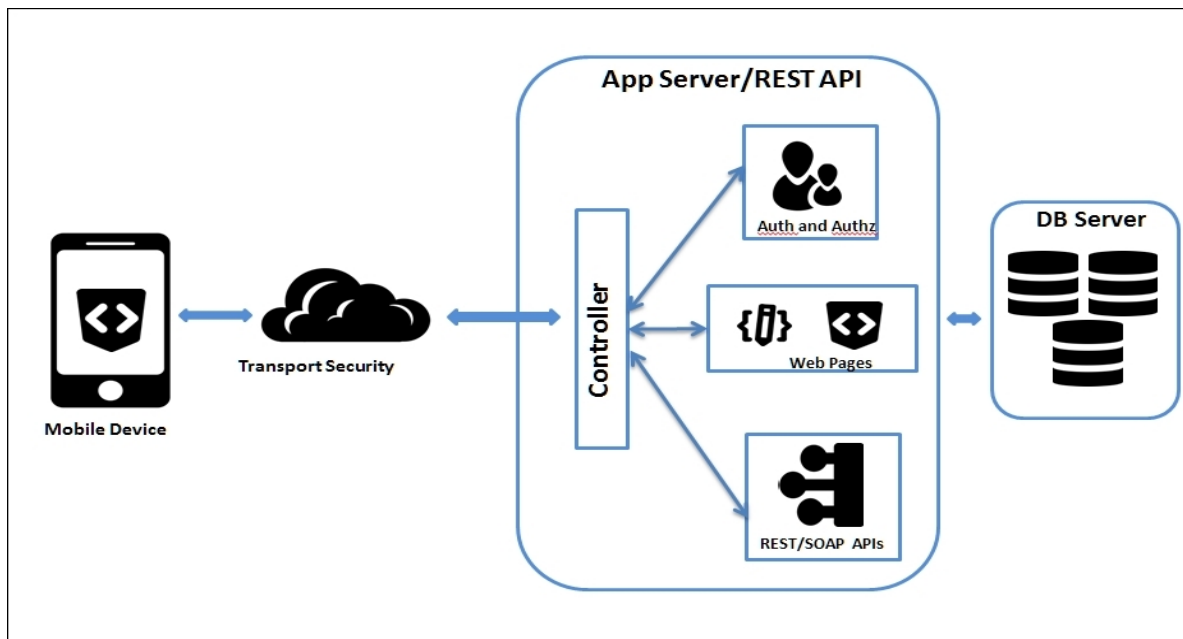 App Server/REST API
Auth and Authz
DB Server
Controller
Web Pages
Transport Security
Mobile Device
REST/SOAP APIs